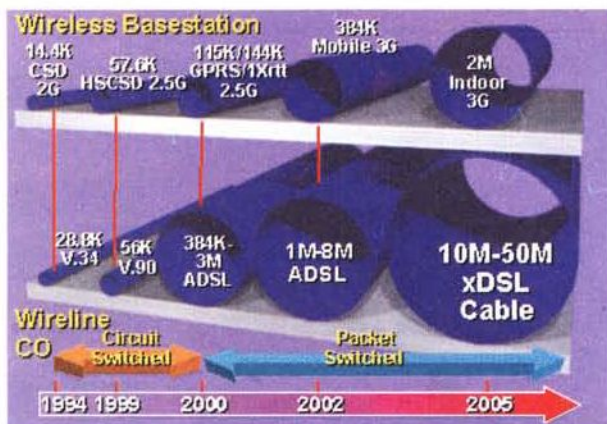 Wireless Basestation
14.4K
CSD
2G
57.6K
HSCSD 2.5G
115K/144K
GPRS/1Xrtt
2.5G
384K
Mobile 3G
2M
Indoor
3G
28.8K
V.34
56K
V.90
384K-
3M
ADSL
1M-8M
ADSL
10M-50M
xDSL
Cable
Wireline
CO
Circuit
Switched
Packet
Switched
1994 1999 2000 2002 2005